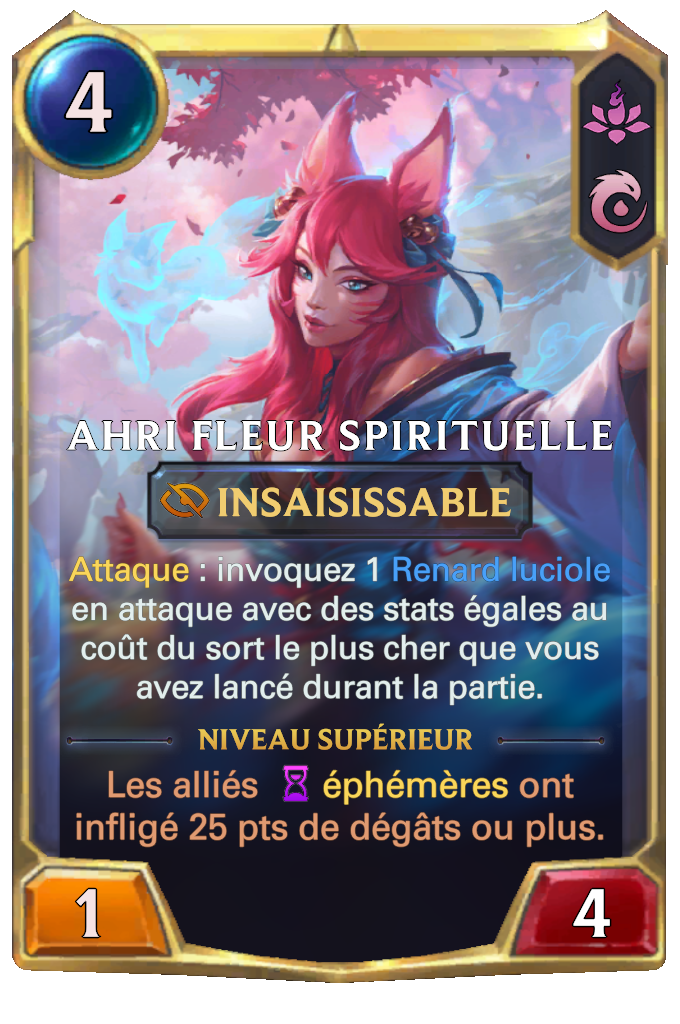 4
AHRI FLEUR SPIRITUELLE
INSAISISSABLE
Attaque : invoquez 1 Renard luciole
en attaque avec des stats égales au
coût du sort le plus cher que vous
avez lancé durant la partie.
NIVEAU SUPÉRIEUR
Les alliés éphémères ont
infligé 25 pts de dégâts ou plus.
1 4